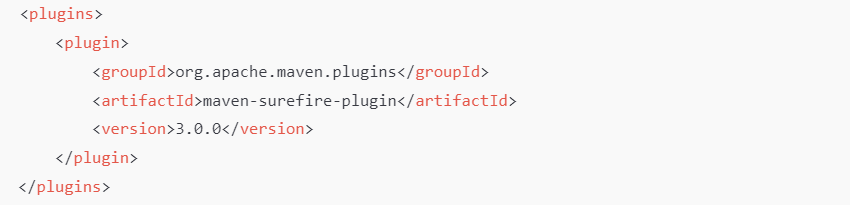 <plugins>
    <plugin>
        <groupId>org.apache.maven.plugins</groupId>
        <artifactId>maven-surefire-plugin</artifactId>
        <version>3.0.0</version>
    </plugin>
</plugins>